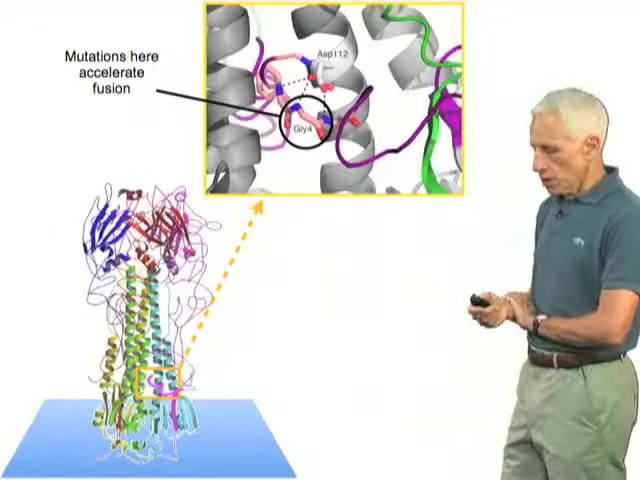 Mutations here
accelerate
fusion
Asp112
Gly4